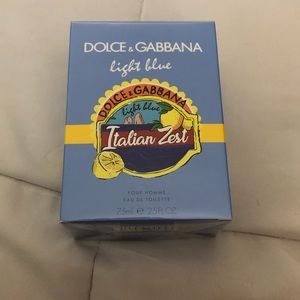 DOLCE & GABBANA
light blue
DOLCE & GABBANA
light blue
Italian Zest
POUR HOMME
EAU DE TOILETTE
75ml e 2.5FL.OZ.